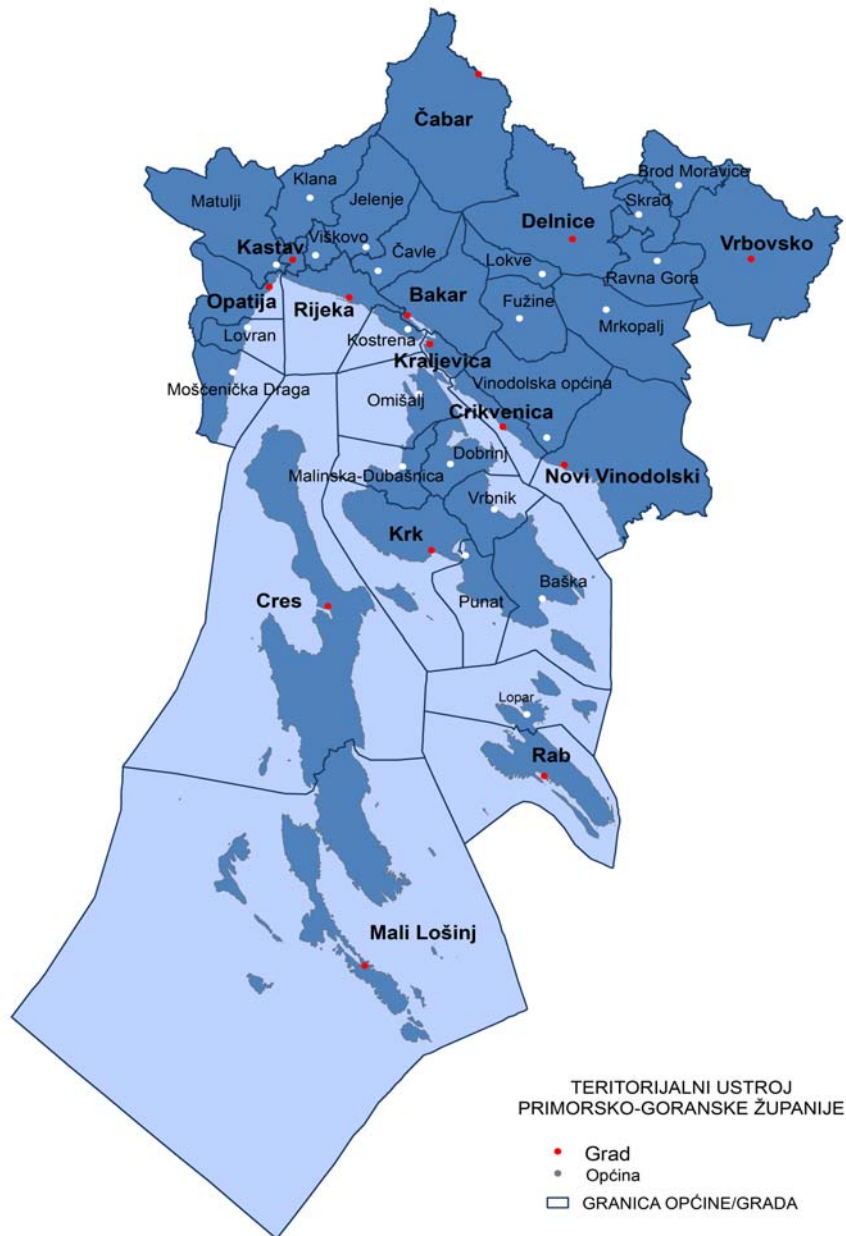 Čabar
Brod Moravice
Klana
Matulji
Jelenje
Skrad
Delnice
Viškovo
Kastav
Vrbovsko
Čavle
Lokve
Ravna Gora
Opatija
Rijeka
Bakar
Fužine
Mrkopalj
Lovran
Kostrena
Kraljevica
Mošćenička Draga
Vinodolska općina
Omišalj
Crikvenica
Dobrinj
Malinska-Dubašnica
Novi Vinodolski
Vrbnik
Krk
Baška
Cres
Punat
Lopar
Rab
Mali Lošinj
TERITORIJALNI USTROJ
PRIMORSKO-GORANSKE ŽUPANIJE
Grad
Općina
GRANICA OPĆINE/GRADA